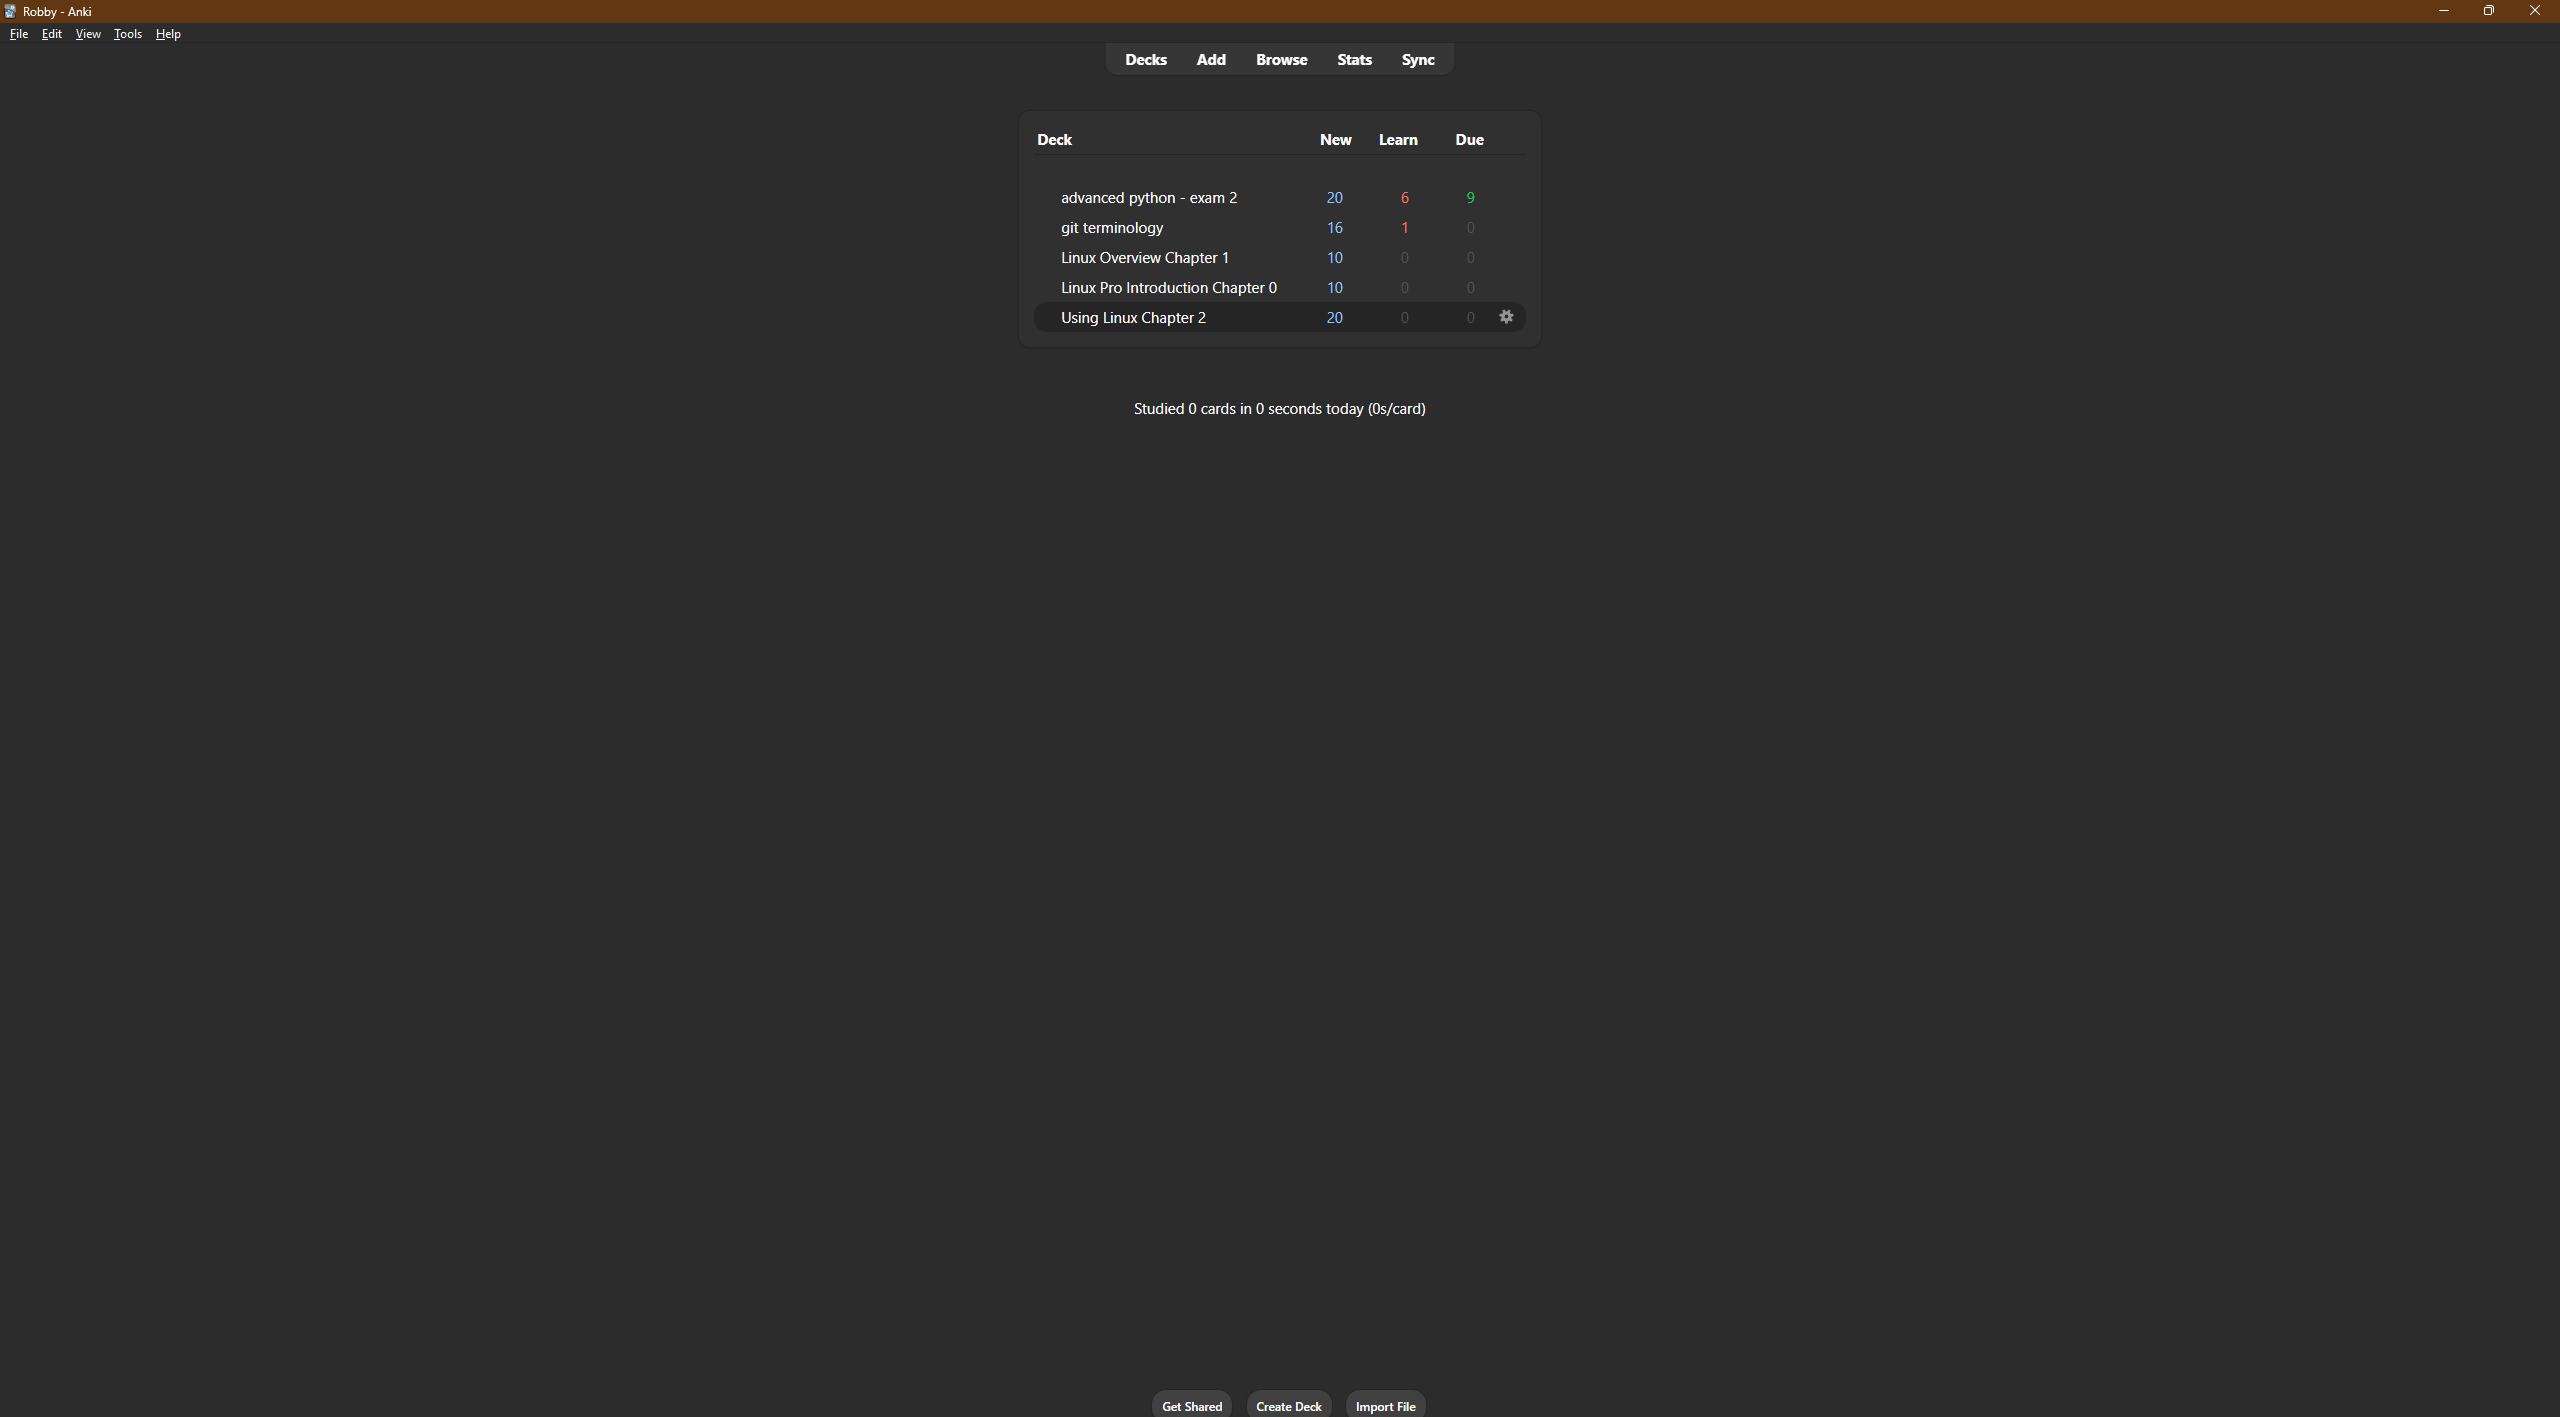 Robby - Anki
File Edit View Tools Help
Decks Add Browse Stats Sync
Deck New Learn Due
advanced python - exam 2 20 6 9
git terminology 16 1 0
Linux Overview Chapter 1 10 0 0
Linux Pro Introduction Chapter 0 10 0 0
Using Linux Chapter 2 20 0 0
Studied 0 cards in 0 seconds today (0s/card)
Get Shared Create Deck Import File